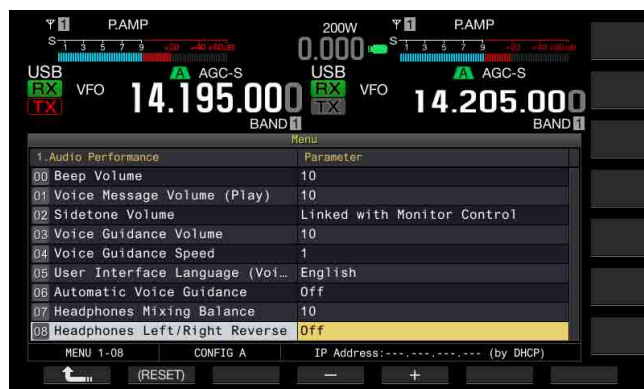 1 P.AMP 200W 1 P.AMP
S 1 3 5 7 9 +20 +40 +60dB 0.000 S 1 3 5 7 9 +20 +40 +60dB
USB A AGC-S USB A AGC-S
RX VFO 14.195.000 RX VFO 14.205.000
TX TX
BAND 1 BAND 1
Menu
1.Audio Performance Parameter
00 Beep Volume 10
01 Voice Message Volume (Play) 10
02 Sidetone Volume Linked with Monitor Control
03 Voice Guidance Volume 10
04 Voice Guidance Speed 1
05 User Interface Language (Voi… English
06 Automatic Voice Guidance Off
07 Headphones Mixing Balance 10
08 Headphones Left/Right Reverse Off
MENU 1-08 CONFIG A IP Address:---.---.---.--- (by DHCP)
(RESET) − +